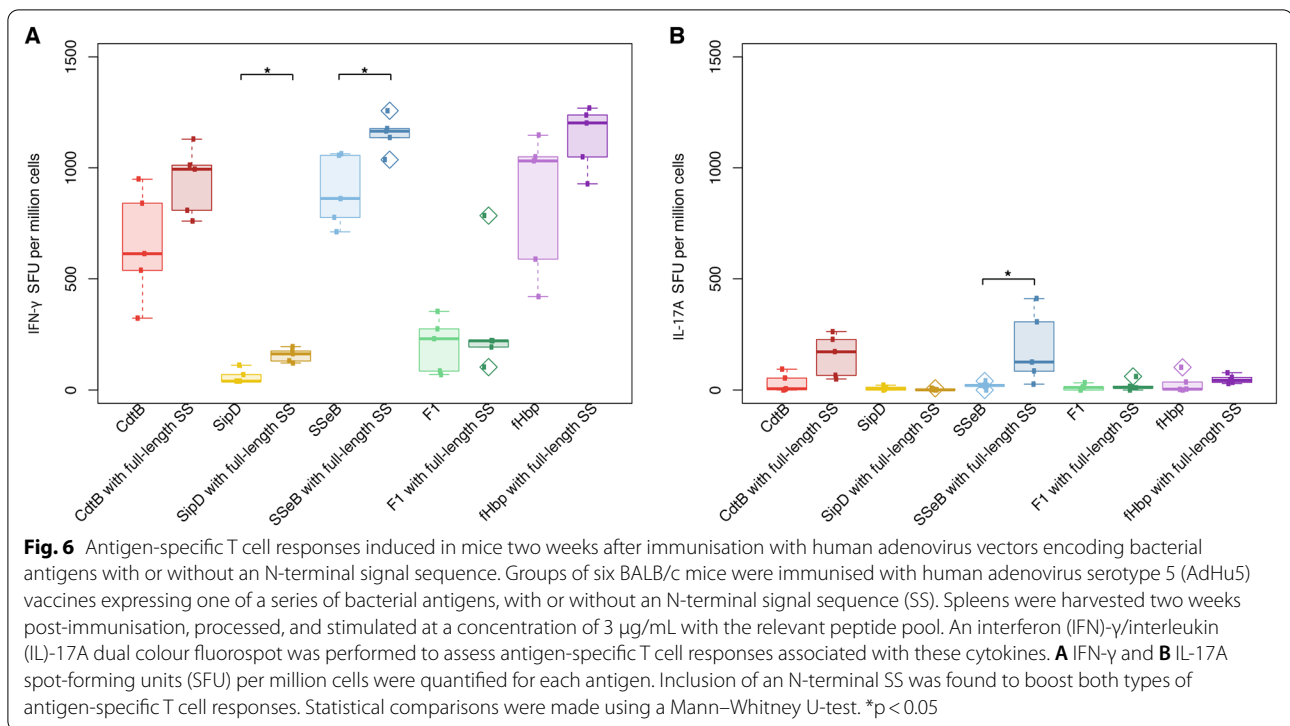 A
B
1500
1000
500
0
IFN-γ SFU per million cells
*
*
CdtB
CdtB with full-length SS
SipD
SipD with full-length SS
SSeB
SSeB with full-length SS
F1
F1 with full-length SS
fHbp
fHbp with full-length SS
1500
1000
500
0
IL-17A SFU per million cells
*
CdtB
CdtB with full-length SS
SipD
SipD with full-length SS
SSeB
SSeB with full-length SS
F1
F1 with full-length SS
fHbp
fHbp with full-length SS
Fig. 6 Antigen-specific T cell responses induced in mice two weeks after immunisation with human adenovirus vectors encoding bacterial
antigens with or without an N-terminal signal sequence. Groups of six BALB/c mice were immunised with human adenovirus serotype 5 (AdHu5)
vaccines expressing one of a series of bacterial antigens, with or without an N-terminal signal sequence (SS). Spleens were harvested two weeks
post-immunisation, processed, and stimulated at a concentration of 3 µg/mL with the relevant peptide pool. An interferon (IFN)-γ/interleukin
(IL)-17A dual colour fluorospot was performed to assess antigen-specific T cell responses associated with these cytokines. A IFN-γ and B IL-17A
spot-forming units (SFU) per million cells were quantified for each antigen. Inclusion of an N-terminal SS was found to boost both types of
antigen-specific T cell responses. Statistical comparisons were made using a Mann–Whitney U-test. *p < 0.05